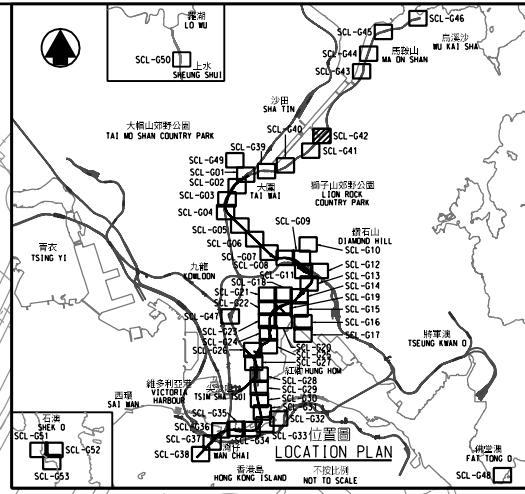 羅湖
LO WU
SCL-G50
上水
SHEUNG SHUI
SCL-G46
SCL-G45
烏溪沙
WU KAI SHA
SCL-G44
馬鞍山
MA ON SHAN
SCL-G43
沙田
SHA TIN
大帽山郊野公園
TAI MO SHAN COUNTRY PARK
SCL-G40
SCL-G42
SCL-G39
SCL-G41
SCL-G49
SCL-G01
SCL-G02
SCL-G03
大圍
TAI WAI
獅子山郊野公園
LION ROCK
COUNTRY PARK
SCL-G04
SCL-G05
SCL-G06
SCL-G07
SCL-G08
SCL-G09
鑽石山
DIAMOND HILL
SCL-G10
SCL-G11
SCL-G12
SCL-G13
SCL-G14
青衣
TSING YI
九龍
KOWLOON
SCL-G18
SCL-G21
SCL-G22
SCL-G19
SCL-G15
SCL-G16
SCL-G17
SCL-G47
SCL-G23
SCL-G24
SCL-G26
SCL-G20
SCL-G25
SCL-G27
將軍澳
TSEUNG KWAN O
紅磡 HUNG HOM
維多利亞港
VICTORIA
HARBOUR
TSIM SHA TSUI
SCL-G28
SCL-G29
SCL-G30
SCL-G31
SCL-G32
SCL-G33
SCL-G34
SCL-G35
SCL-G36
SCL-G37
SCL-G38
西環
SAI WAN
灣仔
WAN CHAI
石澳
SHEK O
SCL-G51
SCL-G52
SCL-G53
香港島
HONG KONG ISLAND
位置圖
LOCATION PLAN
不按比例
NOT TO SCALE
佛堂澳
FAT TONG O
SCL-G48